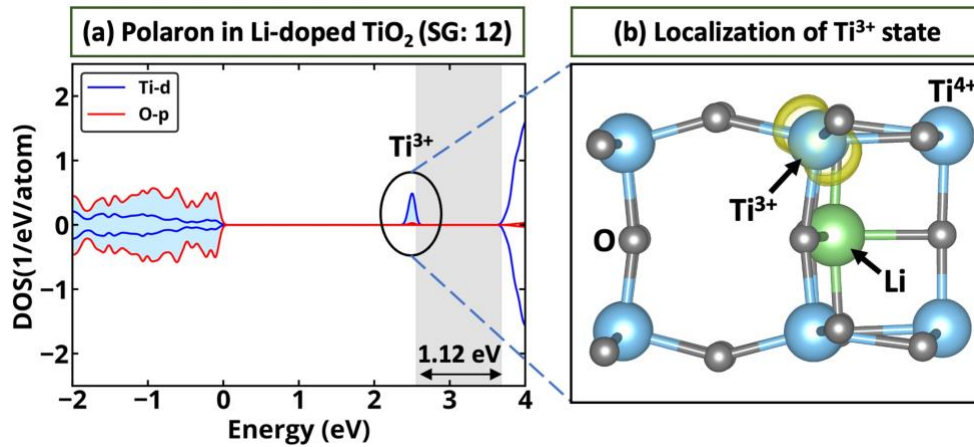 (a) Polaron in Li-doped TiO₂ (SG: 12)
(b) Localization of Ti³⁺ state
Ti-d
O-p
Ti³⁺
1.12 eV
DOS(1/eV/atom)
2
1
0
−1
−2
−2 −1 0 1 2 3 4
Energy (eV)
Ti⁴⁺
Ti³⁺
O
Li